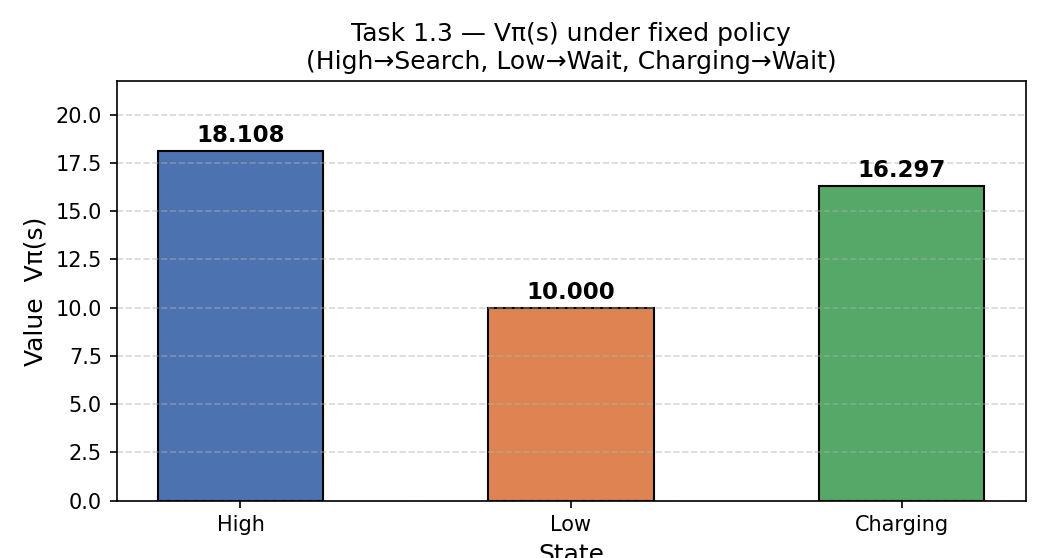 Task 1.3 — Vπ(s) under fixed policy
(High→Search, Low→Wait, Charging→Wait)
Value Vπ(s)
20.0
17.5
15.0
12.5
10.0
7.5
5.0
2.5
0.0
18.108
10.000
16.297
High
Low
Charging
State